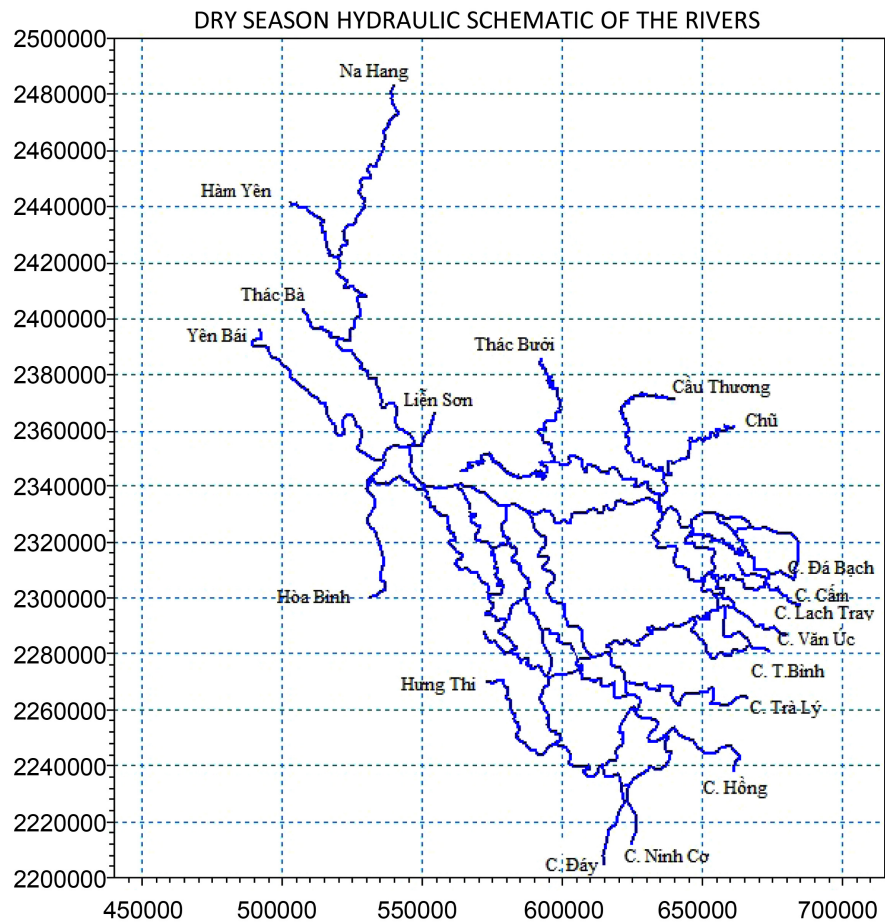 DRY SEASON HYDRAULIC SCHEMATIC OF THE RIVERS
2500000
Na Hang
2480000
2460000
Hàm Yên
2440000
2420000
Thác Bà
2400000
Yên Bái
Thác Bưởi
2380000
Cầu Thương
Liễn Sơn
Chũ
2360000
2340000
2320000
C. Đá Bạch
Hòa Bình
C. Cấm
2300000
C. Lach Tray
C. Văn Úc
2280000
C. T.Bình
Hưng Thi
C. Trà Lý
2260000
2240000
C. Hồng
2220000
C. Đáy
C. Ninh Cơ
2200000
450000 500000 550000 600000 650000 700000